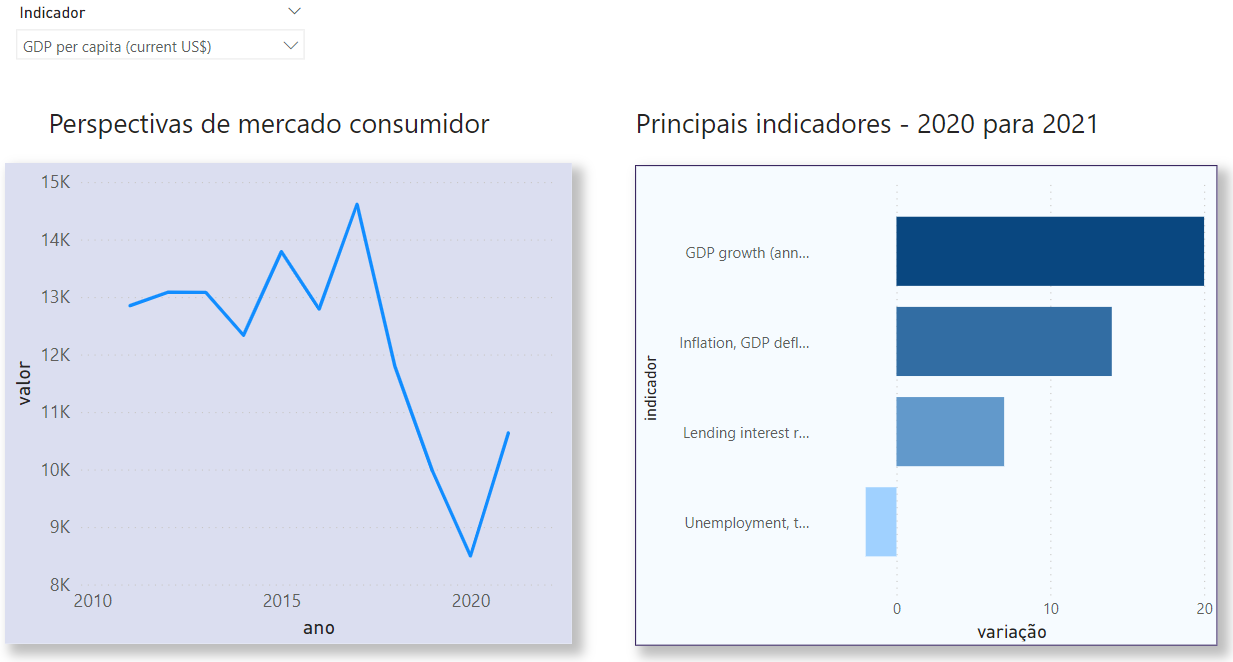 Indicador
GDP per capita (current US$)
Perspectivas de mercado consumidor
15K
14K
13K
12K
11K
10K
9K
8K
valor
2010
2015
2020
ano
Principais indicadores - 2020 para 2021
GDP growth (ann...
Inflation, GDP defl...
Lending interest r...
Unemployment, t...
indicador
0
10
20
variação